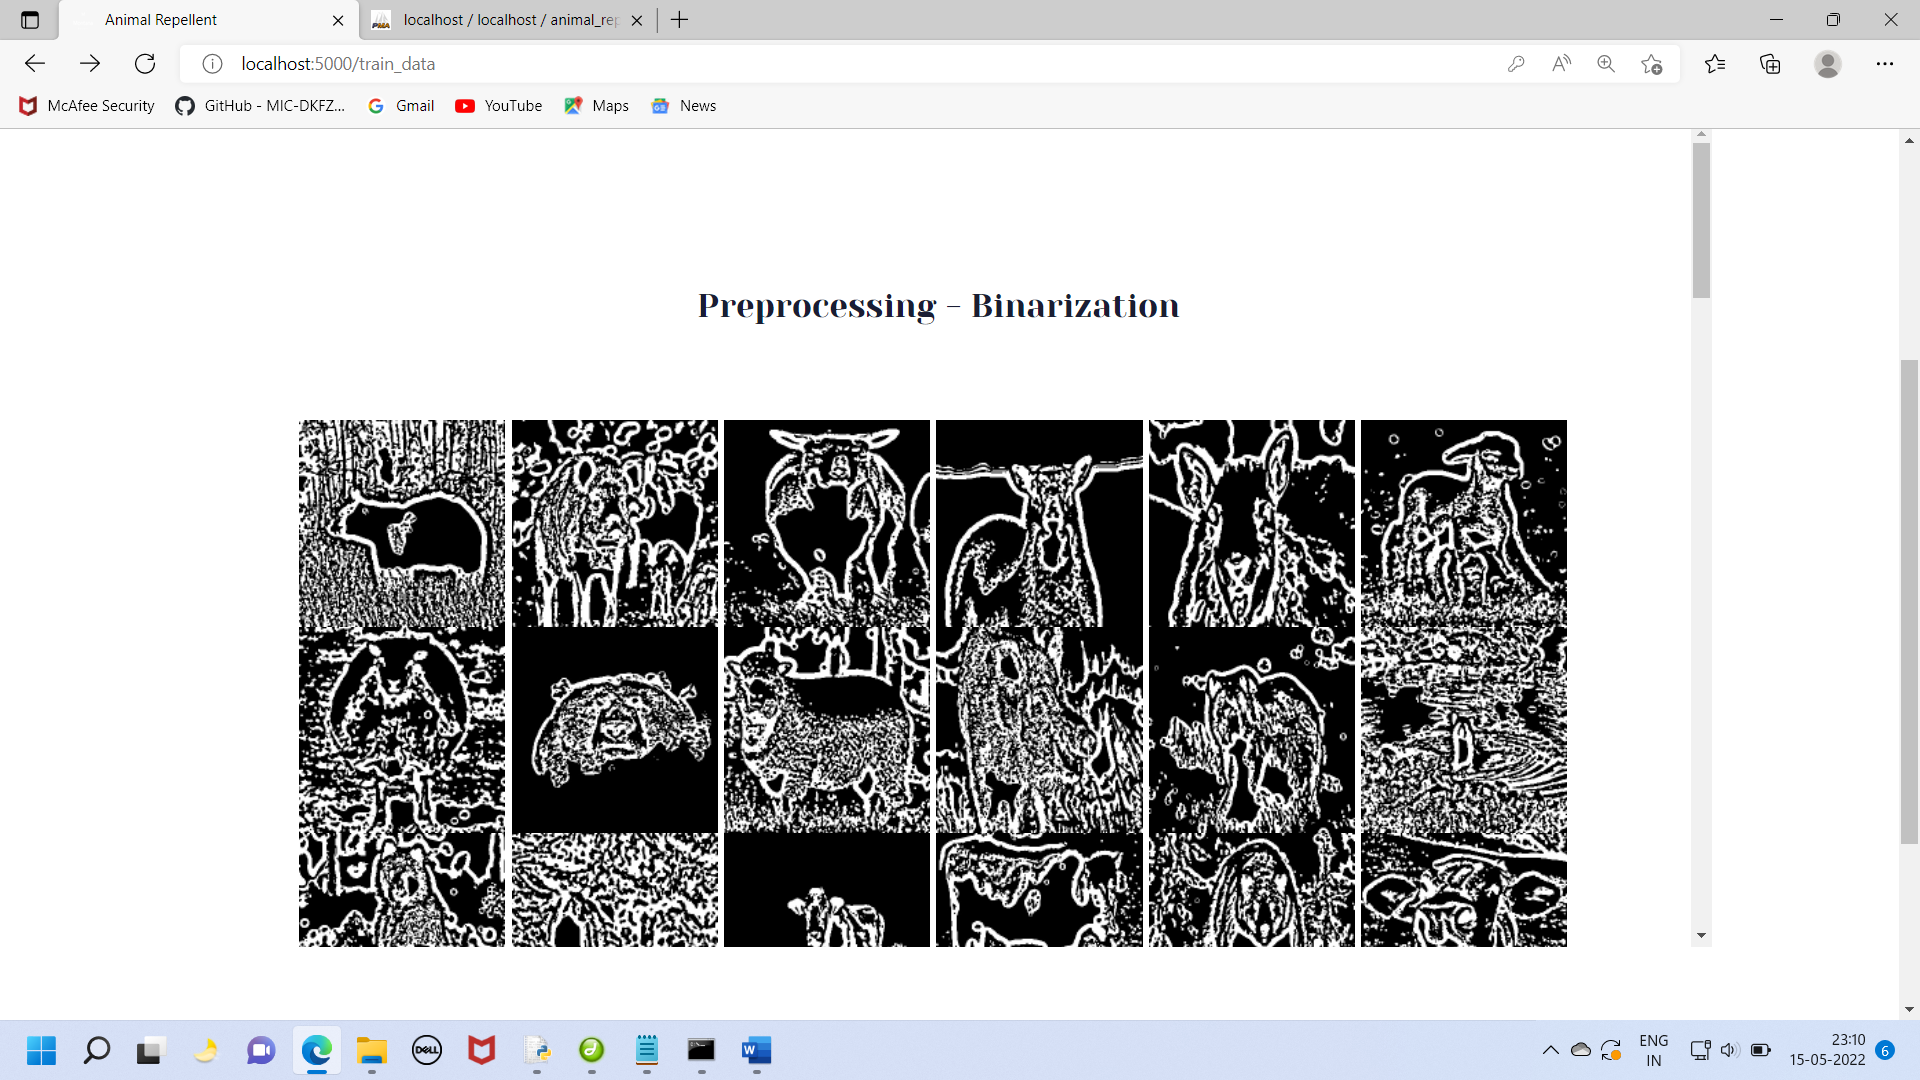 Animal Repellent
localhost / localhost / animal_rep
localhost:5000/train_data
McAfee Security
GitHub - MIC-DKFZ...
Gmail
YouTube
Maps
News
Preprocessing - Binarization
DELL
ENG
IN
23:10
15-05-2022
6